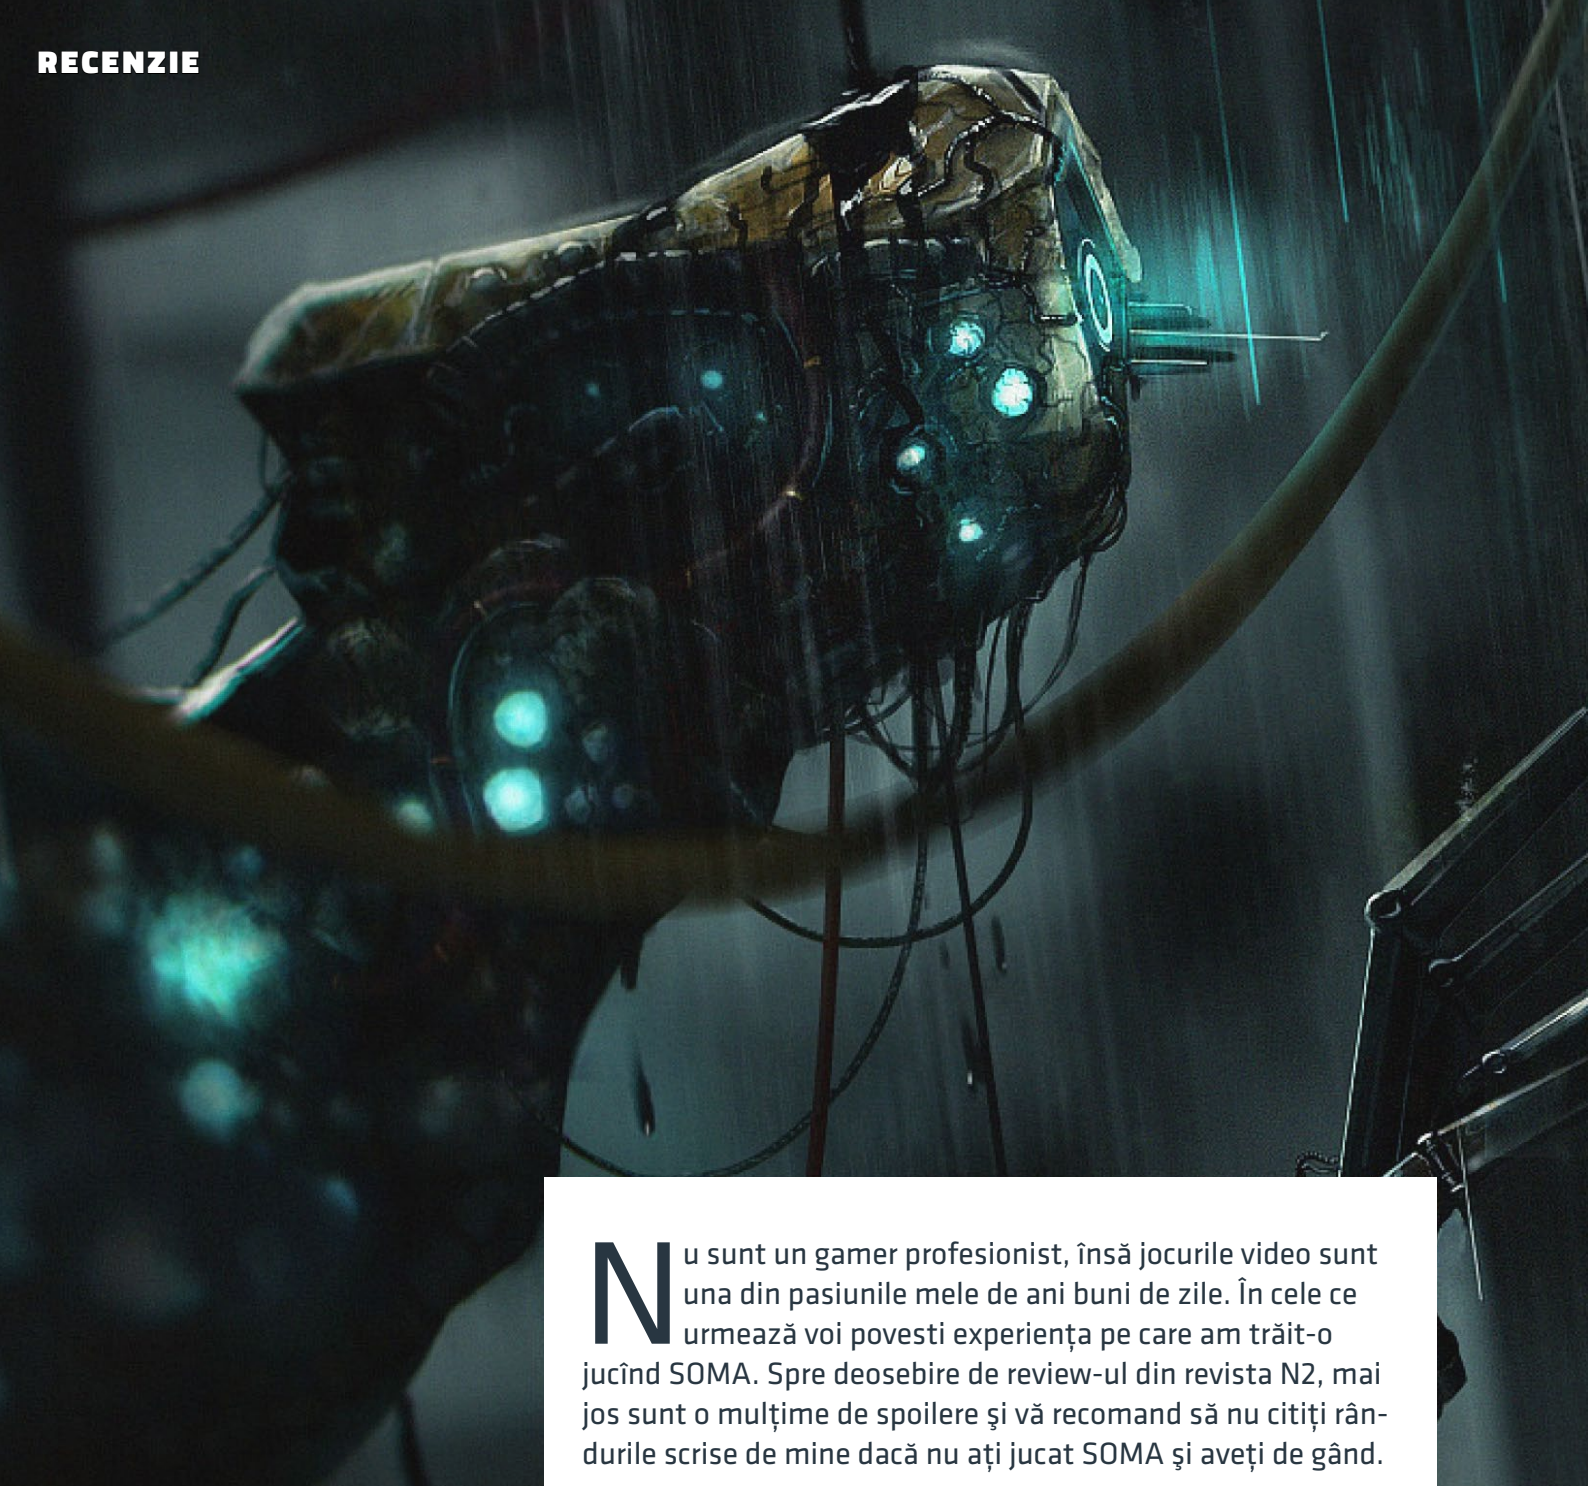 RECENZIE
Nu sunt un gamer profesionist, însă jocurile video sunt
una din pasiunile mele de ani buni de zile. În cele ce
urmează voi povesti experiența pe care am trăit-o
jucînd SOMA. Spre deosebire de review-ul din revista N2, mai
jos sunt o mulțime de spoilere şi vă recomand să nu citiți rân-
durile scrise de mine dacă nu ați jucat SOMA şi aveți de gând.